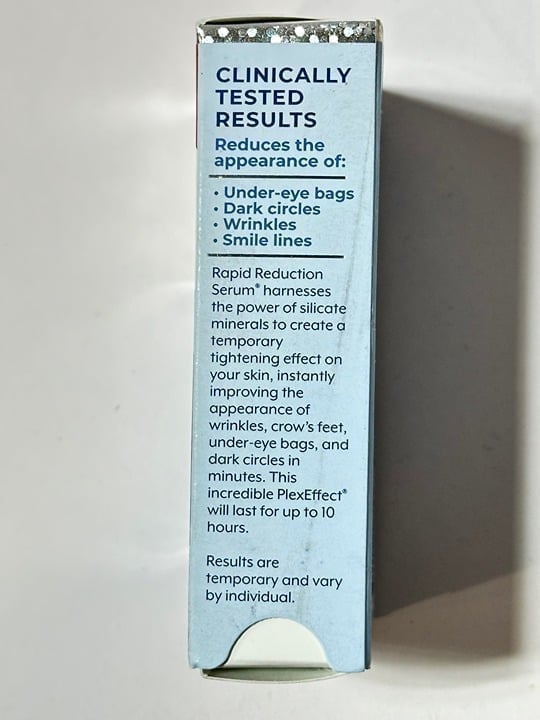 CLINICALLY
TESTED
RESULTS
Reduces the
appearance of:
• Under-eye bags
• Dark circles
• Wrinkles
• Smile lines
Rapid Reduction
Serum® harnesses
the power of silicate
minerals to create a
temporary
tightening effect on
your skin, instantly
improving the
appearance of
wrinkles, crow's feet,
under-eye bags, and
dark circles in
minutes. This
incredible PlexEffect®
will last for up to 10
hours.
Results are
temporary and vary
by individual.